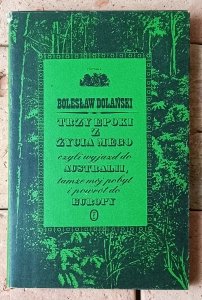 BOLESŁAW DOLAŃSKI
TRZY EPOKI
Z
ŻYCIA MEGO
czyli wyjazd do
AUSTRALII,
tamże mój pobyt
i powrót do
EUROPY